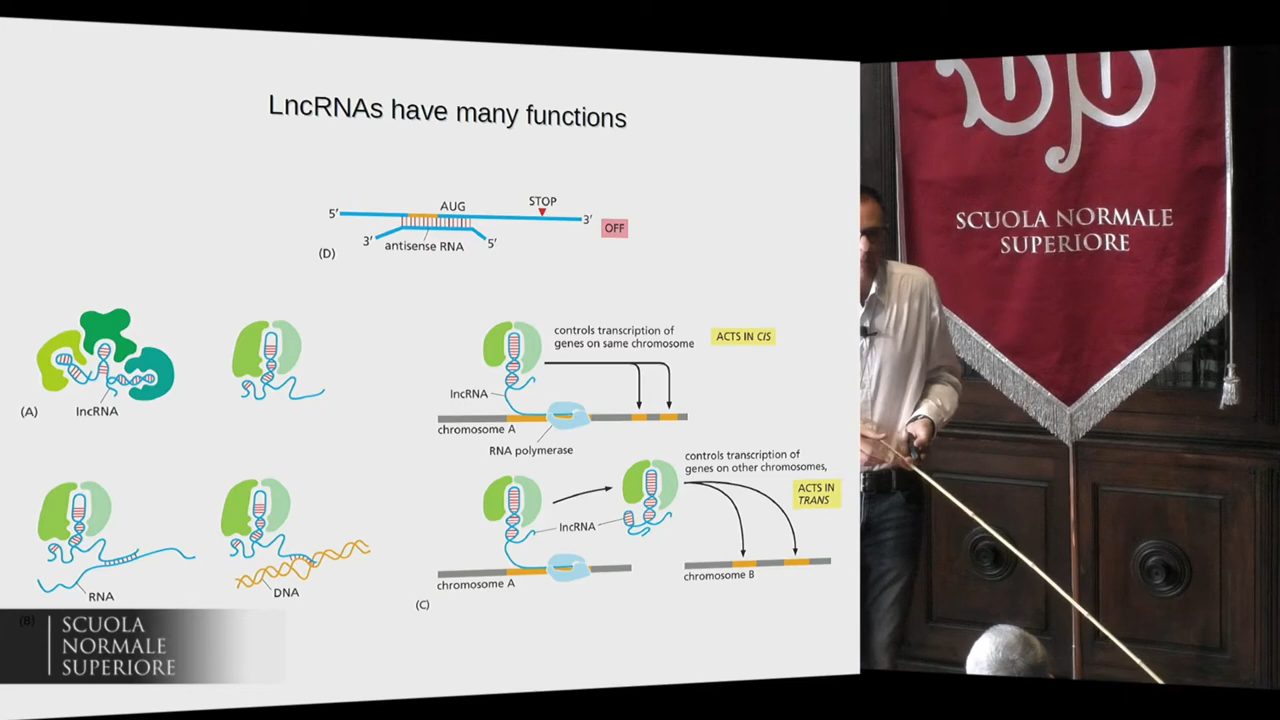 LncRNAs have many functions
5’
AUG
STOP
3’
OFF
3’
antisense RNA
5’
(D)
(A)
lncRNA
controls transcription of
genes on same chromosome
ACTS IN CIS
lncRNA
chromosome A
RNA polymerase
controls transcription of
genes on other chromosomes,
ACTS IN
TRANS
lncRNA
chromosome A
chromosome B
(C)
RNA
DNA
(B)
SCUOLA
NORMALE
SUPERIORE
SCUOLA NORMALE
SUPERIORE